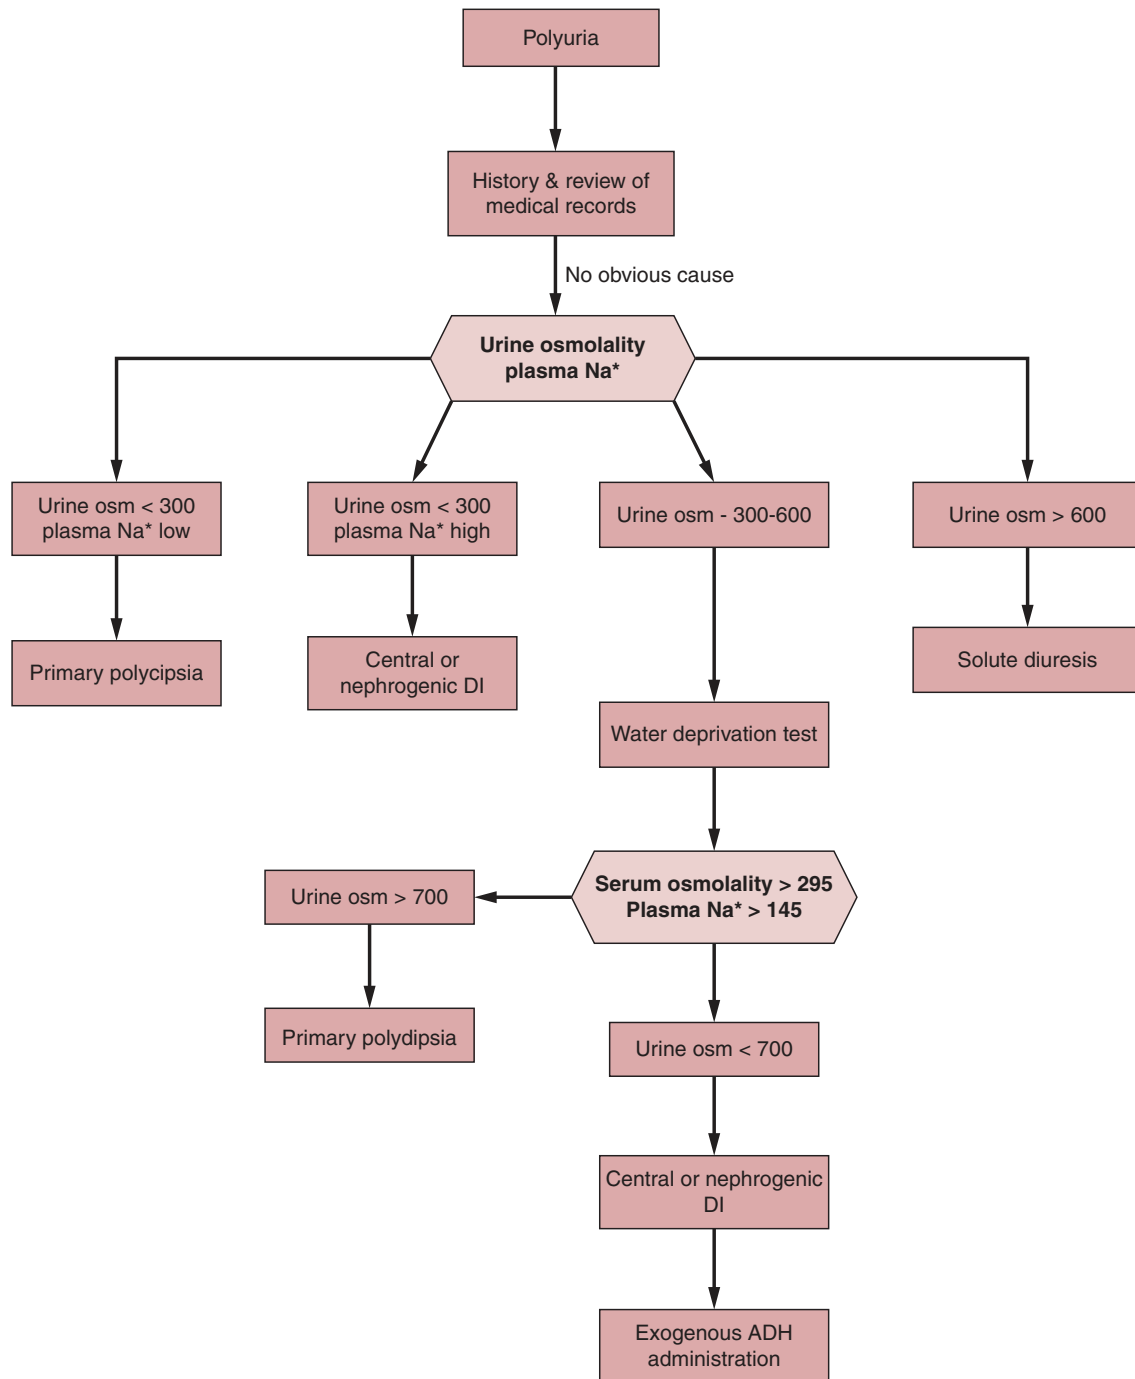 Polyuria
History & review of
medical records
No obvious cause
Urine osmolality
plasma Na*
Urine osm < 300
plasma Na* low
Urine osm < 300
plasma Na* high
Urine osm - 300-600
Urine osm > 600
Primary polycipsia
Central or
nephrogenic DI
Solute diuresis
Water deprivation test
Serum osmolality > 295
Plasma Na* > 145
Urine osm > 700
Primary polydipsia
Urine osm < 700
Central or nephrogenic
DI
Exogenous ADH
administration